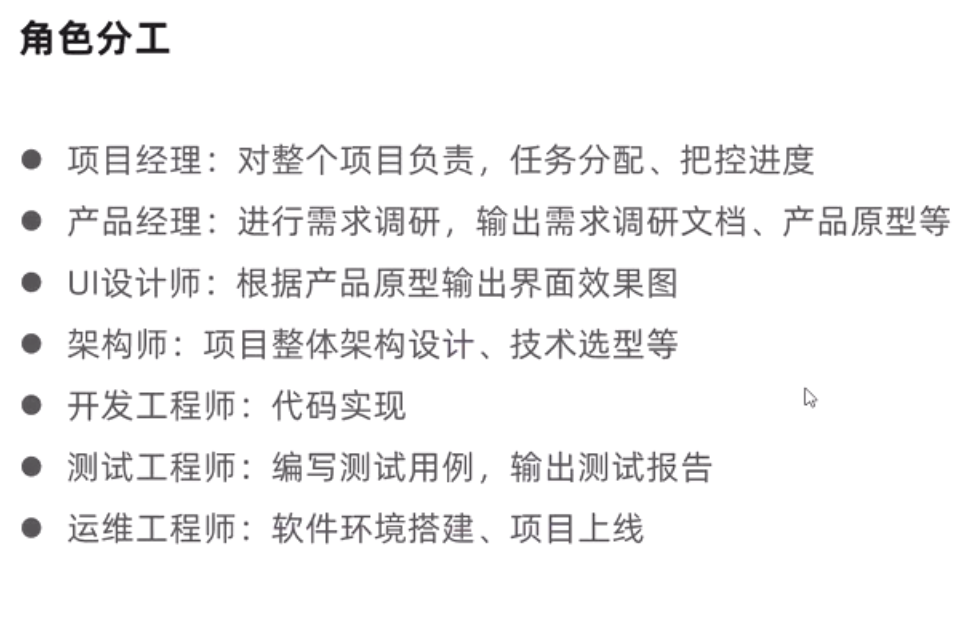 角色分工
● 项目经理：对整个项目负责，任务分配、把控进度
● 产品经理：进行需求调研，输出需求调研文档、产品原型等
● UI设计师：根据产品原型输出界面效果图
● 架构师：项目整体架构设计、技术选型等
● 开发工程师：代码实现
● 测试工程师：编写测试用例，输出测试报告
● 运维工程师：软件环境搭建、项目上线